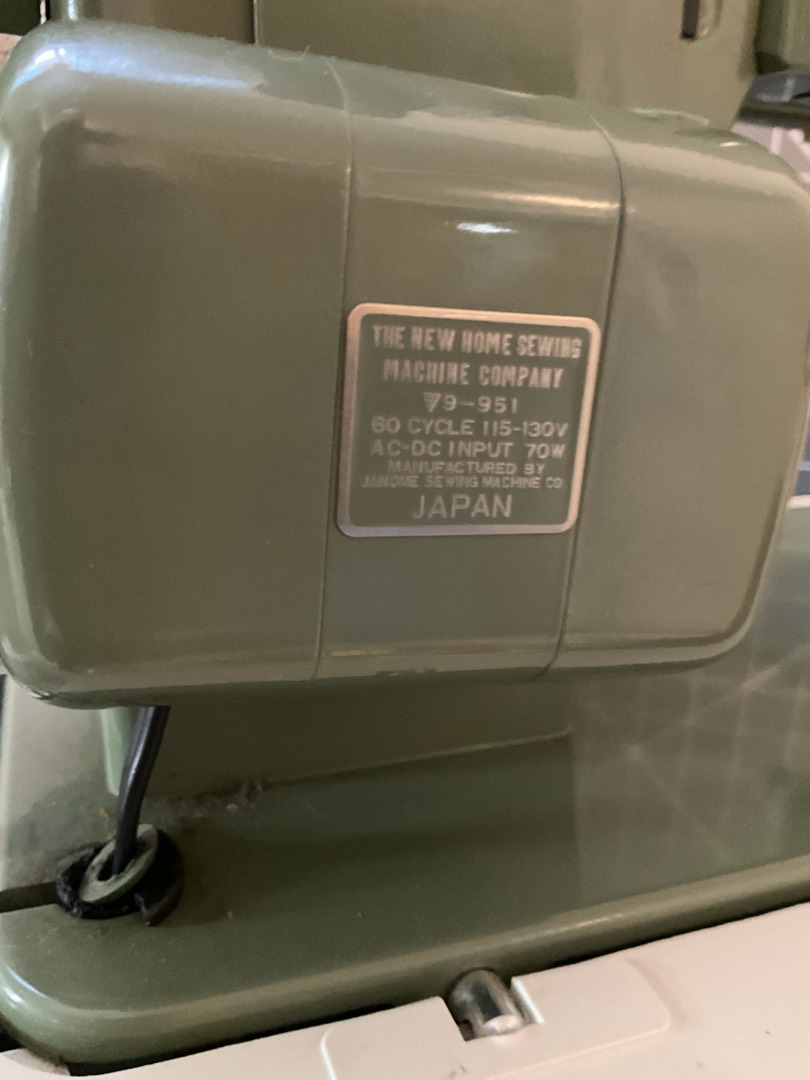 THE NEW HOME SEWING
MACHINE COMPANY
9-951
60 CYCLE 115-130V
AC-DC INPUT 70W
MANUFACTURED BY
JANOME SEWING MACHINE CO
JAPAN